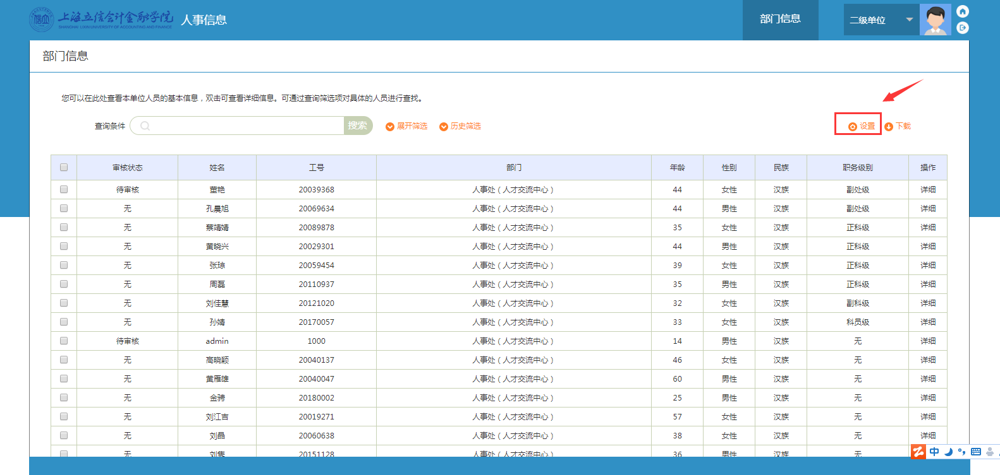 上海立信会计金融学院 人事信息 部门信息 二级单位
SHANGHAI LIXIN UNIVERSITY OF ACCOUNTING AND FINANCE
部门信息
您可以在此处查看本单位人员的基本信息，双击可查看详细信息。可通过查询筛选项对具体的人员进行查找。
查询条件 搜索 展开筛选 历史筛选 设置 下载
审核状态 姓名 工号 部门 年龄 性别 民族 职务级别 操作
待审核 董艳 20039368 人事处（人才交流中心） 44 女性 汉族 副处级 详细
无 孔晨旭 20069634 人事处（人才交流中心） 44 男性 汉族 副处级 详细
无 蔡靖婧 20089878 人事处（人才交流中心） 35 女性 汉族 正科级 详细
无 黄晓兴 20029301 人事处（人才交流中心） 44 男性 汉族 正科级 详细
无 张琼 20059454 人事处（人才交流中心） 39 女性 汉族 正科级 详细
无 周磊 20110937 人事处（人才交流中心） 35 男性 汉族 正科级 详细
无 刘佳慧 20121020 人事处（人才交流中心） 32 女性 汉族 副科级 详细
无 孙婧 20170057 人事处（人才交流中心） 33 女性 汉族 科员级 详细
待审核 admin 1000 人事处（人才交流中心） 14 男性 汉族 无 详细
无 高晓颖 20040137 人事处（人才交流中心） 46 女性 汉族 无 详细
无 黄雁雄 20040047 人事处（人才交流中心） 60 男性 汉族 无 详细
无 金骋 20180002 人事处（人才交流中心） 25 男性 汉族 无 详细
无 刘江吉 20019271 人事处（人才交流中心） 57 女性 汉族 无 详细
无 刘晶 20060638 人事处（人才交流中心） 38 女性 汉族 无 详细
无 刘隽 20151128 人事处（人才交流中心） 36 男性 汉族 无
中